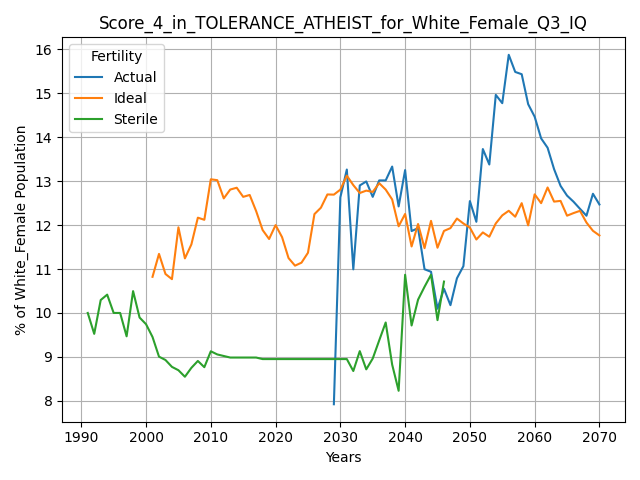 Score_4_in_TOLERANCE_ATHEIST_for_White_Female_Q3_IQ
% of White_Female Population
16
15
14
13
12
11
10
9
8
Fertility
Actual
Ideal
Sterile
1990 2000 2010 2020 2030 2040 2050 2060 2070
Years